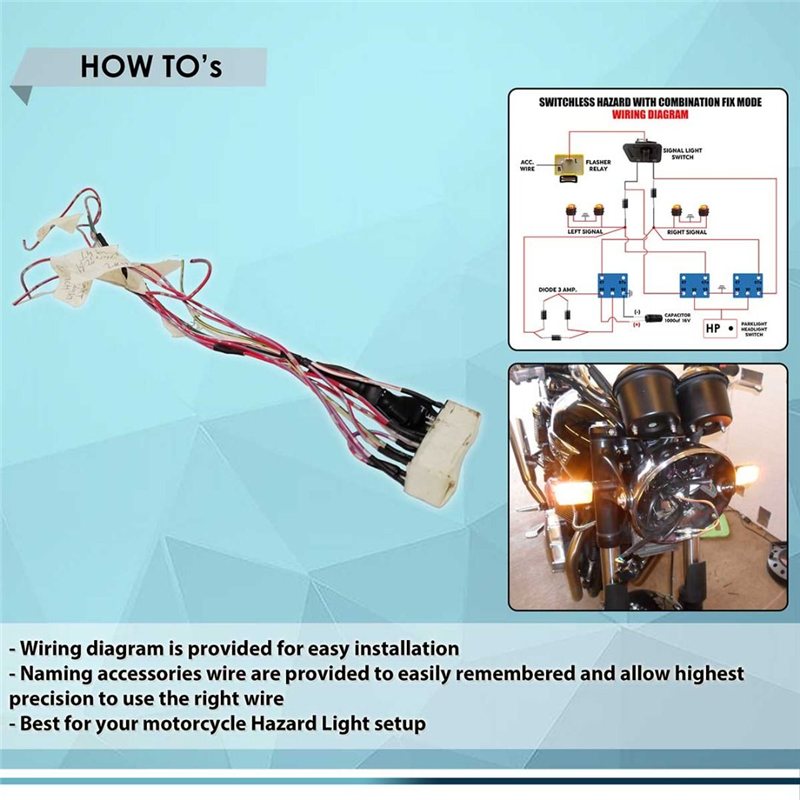 HOW TO's
SWITCHLESS HAZARD WITH COMBINATION FIX MODE
WIRING DIAGRAM
SIGNAL LIGHT
SWITCH
ACC.
WIRE
FLASHER
RELAY
LEFT SIGNAL
RIGHT SIGNAL
DIODE 3 AMP.
(-)
(+)
CAPACITOR
1000uf 16V
HP
PARKLIGHT
HEADLIGHT
SWITCH
- Wiring diagram is provided for easy installation
- Naming accessories wire are provided to easily remembered and allow highest
precision to use the right wire
- Best for your motorcycle Hazard Light setup